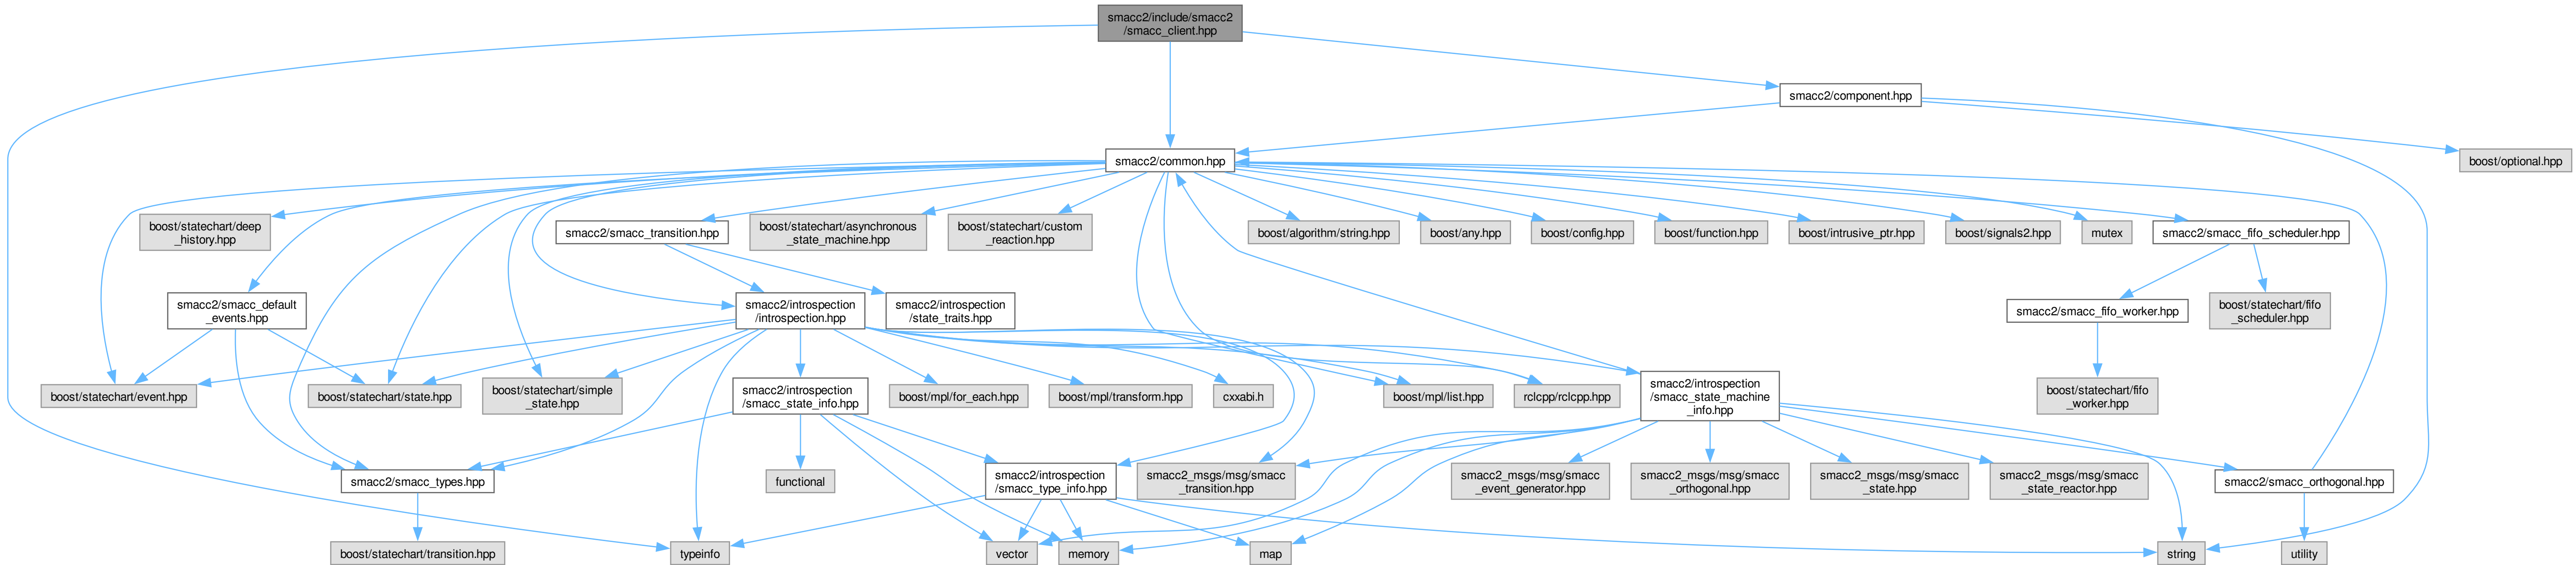 smacc2/include/smacc2
/smacc_client.hpp
smacc2/component.hpp
smacc2/common.hpp
boost/optional.hpp
boost/statechart/deep
_history.hpp
smacc2/smacc_transition.hpp
boost/statechart/asynchronous
_state_machine.hpp
boost/statechart/custom
_reaction.hpp
boost/algorithm/string.hpp
boost/any.hpp
boost/config.hpp
boost/function.hpp
boost/intrusive_ptr.hpp
boost/signals2.hpp
mutex
smacc2/smacc_fifo_scheduler.hpp
smacc2/smacc_default
_events.hpp
smacc2/introspection
/introspection.hpp
smacc2/introspection
/state_traits.hpp
smacc2/smacc_fifo_worker.hpp
boost/statechart/fifo
_scheduler.hpp
boost/statechart/event.hpp
boost/statechart/state.hpp
boost/statechart/simple
_state.hpp
smacc2/introspection
/smacc_state_info.hpp
boost/mpl/for_each.hpp
boost/mpl/transform.hpp
cxxabi.h
boost/mpl/list.hpp
rclcpp/rclcpp.hpp
smacc2/introspection
/smacc_state_machine
_info.hpp
boost/statechart/fifo
_worker.hpp
smacc2/smacc_types.hpp
functional
smacc2/introspection
/smacc_type_info.hpp
smacc2_msgs/msg/smacc
_transition.hpp
smacc2_msgs/msg/smacc
_event_generator.hpp
smacc2_msgs/msg/smacc
_orthogonal.hpp
smacc2_msgs/msg/smacc
_state.hpp
smacc2_msgs/msg/smacc
_state_reactor.hpp
smacc2/smacc_orthogonal.hpp
boost/statechart/transition.hpp
typeinfo
vector
memory
map
string
utility